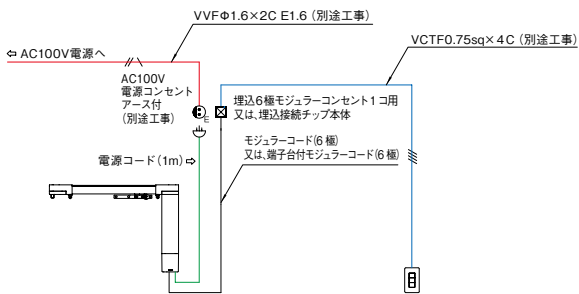 VVFΦ1.6×2C E1.6（別途工事）
VCTF0.75sq×4C（別途工事）
⇦ AC100V電源へ
AC100V
電源コンセント
アース付
（別途工事）
E
埋込6極モジュラーコンセント1コ用
又は、埋込接続チップ本体
モジュラーコード(6極)
又は、端子台付モジュラーコード(6極)
電源コード（1m）⇨